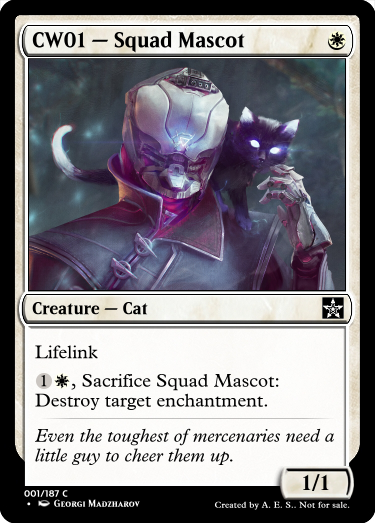 CW01 — Squad Mascot
Creature — Cat
Lifelink
1, Sacrifice Squad Mascot:
Destroy target enchantment.
Even the toughest of mercenaries need a
little guy to cheer them up.
1/1
001/187 C
• Georgi Madzharov
Created by A. E. S.. Not for sale.